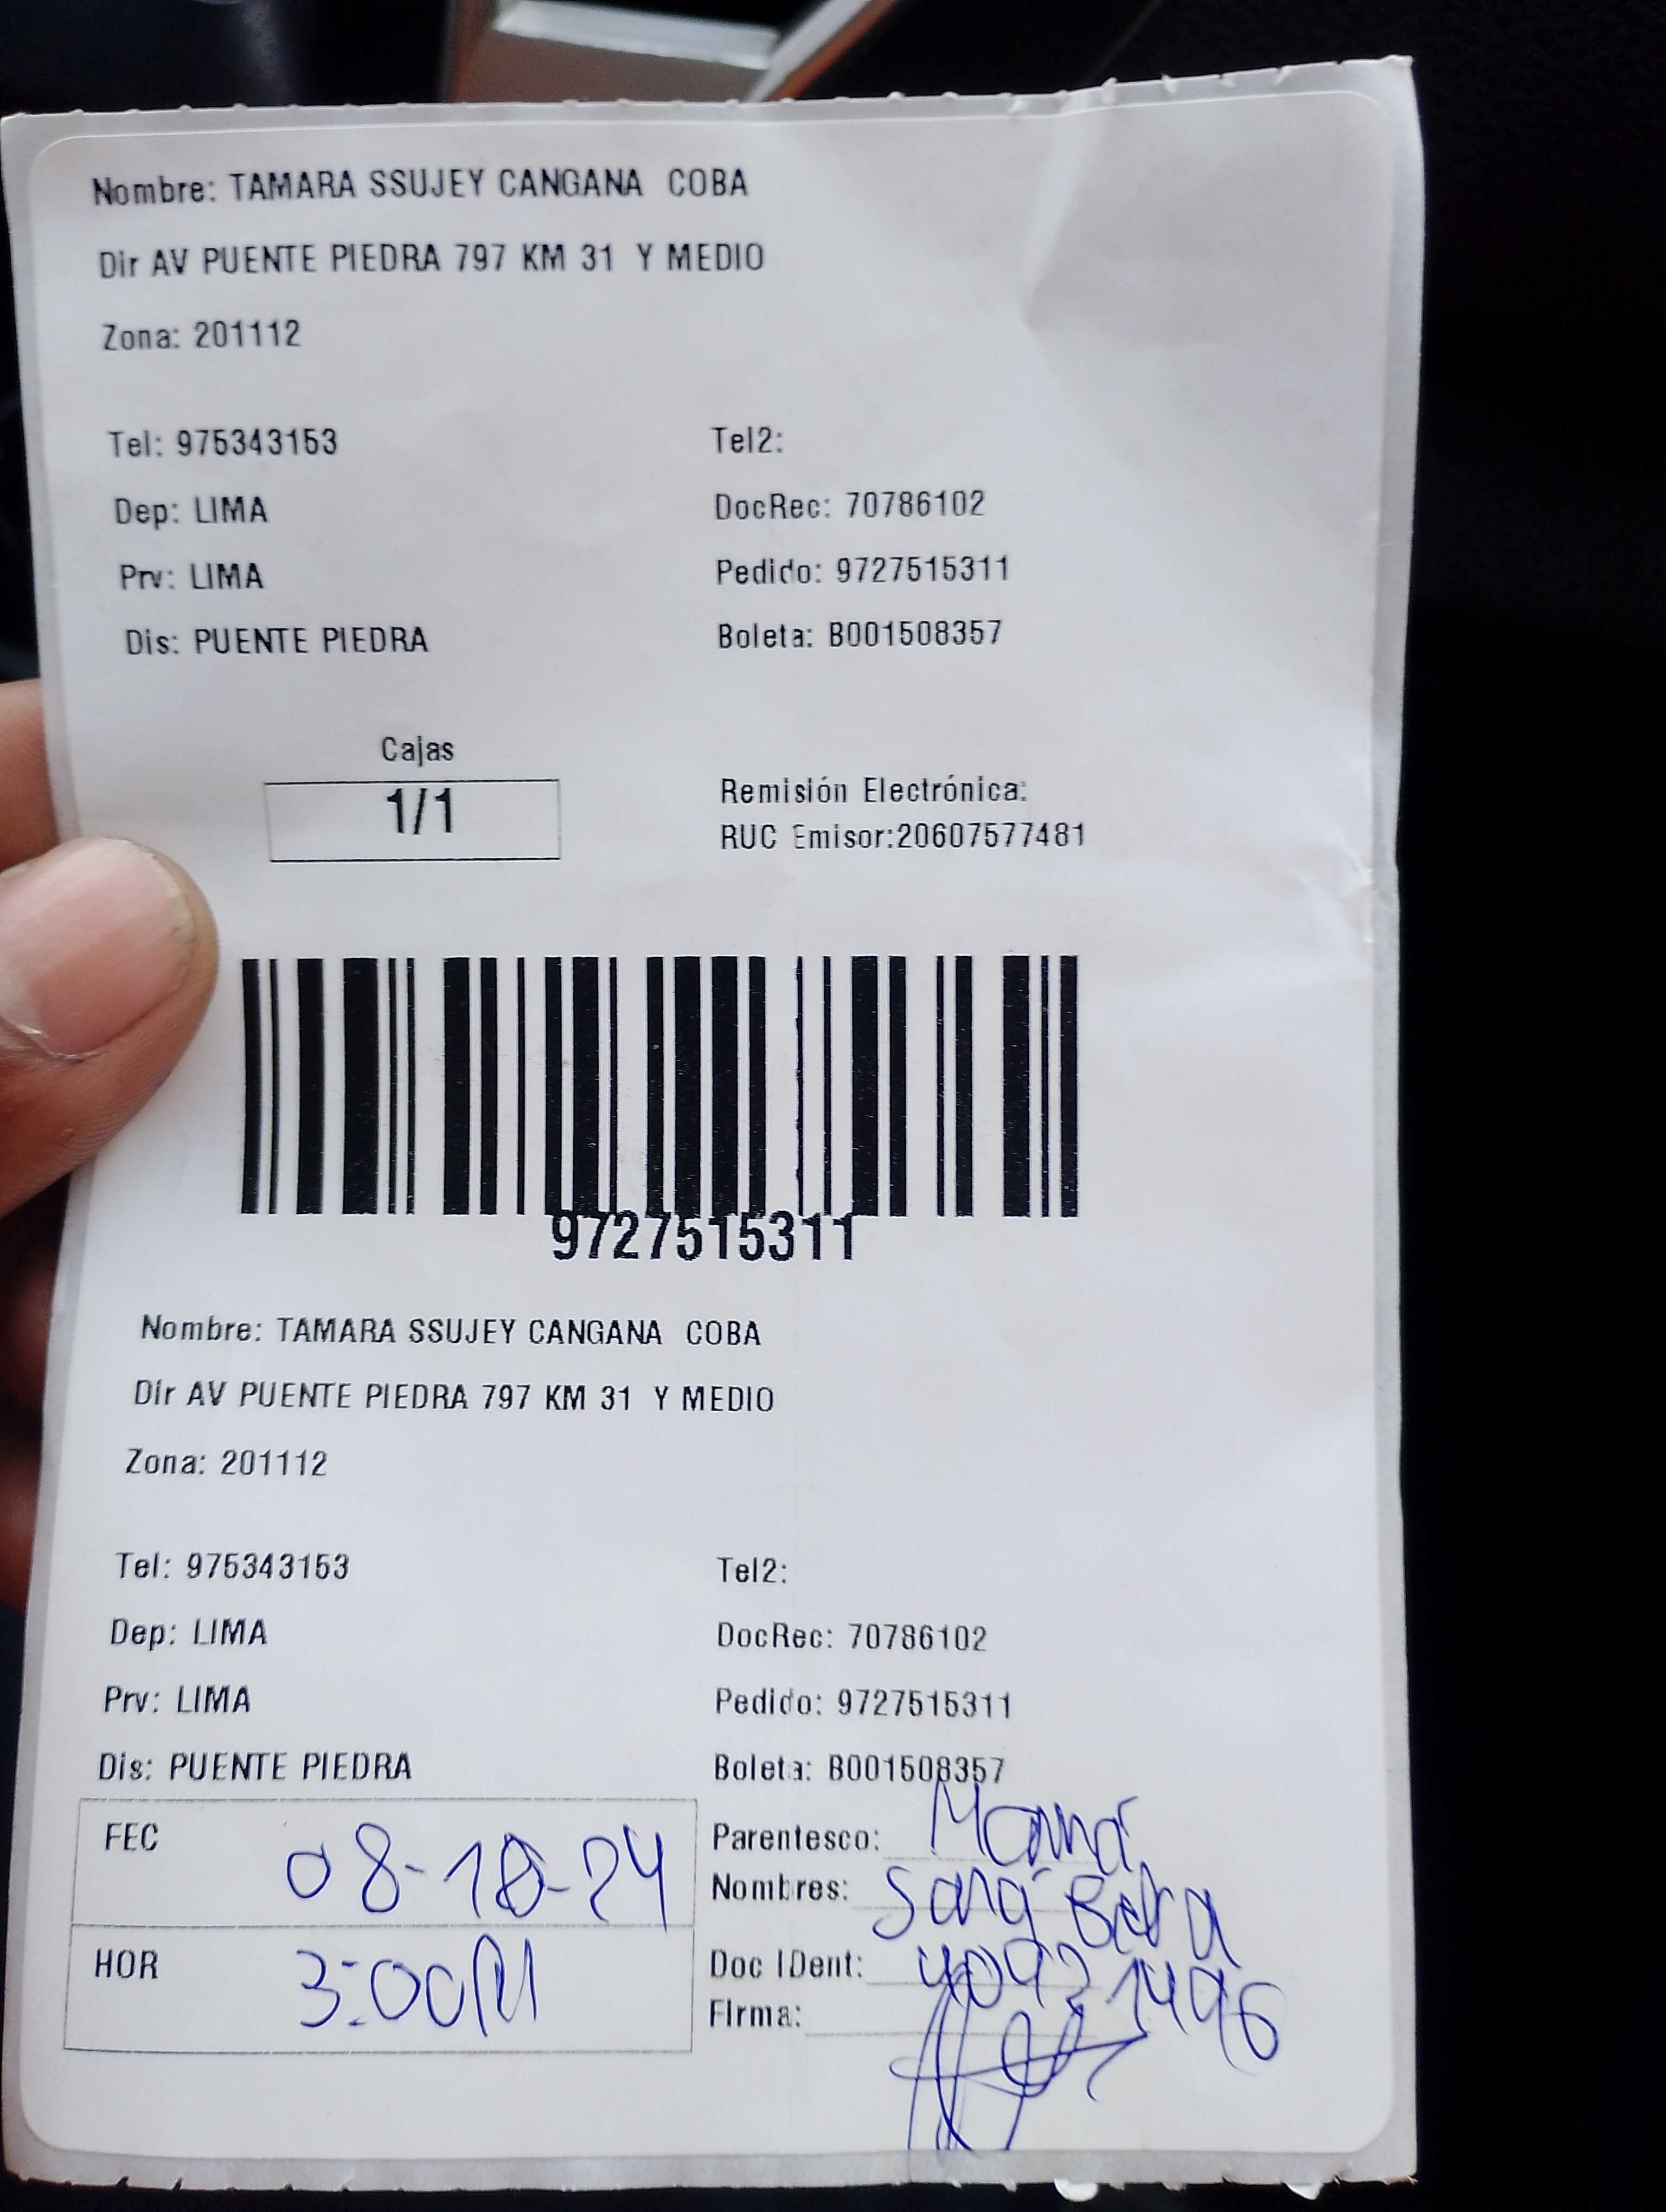 Nombre: TAMARA SSUJEY CANGANA COBA
Dir AV PUENTE PIEDRA 797 KM 31 Y MEDIO
Zona: 201112
Tel: 975343153
Tel2:
Dep: LIMA
DocRec: 70786102
Prv: LIMA
Pedido: 9727515311
Dis: PUENTE PIEDRA
Boleta: B001508357
Cajas
1/1
Remisión Electrónica:
RUC Emisor:20607577481
9727515311
Nombre: TAMARA SSUJEY CANGANA COBA
Dir AV PUENTE PIEDRA 797 KM 31 Y MEDIO
Zona: 201112
Tel: 975343153
Tel2:
Dep: LIMA
DocRec: 70786102
Prv: LIMA
Pedido: 9727515311
Dis: PUENTE PIEDRA
Boleta: B001508357
FEC 08-10-24
Parentesco: Mamá
Nombres:
HOR 3:00
Doc IDent:
Firma: